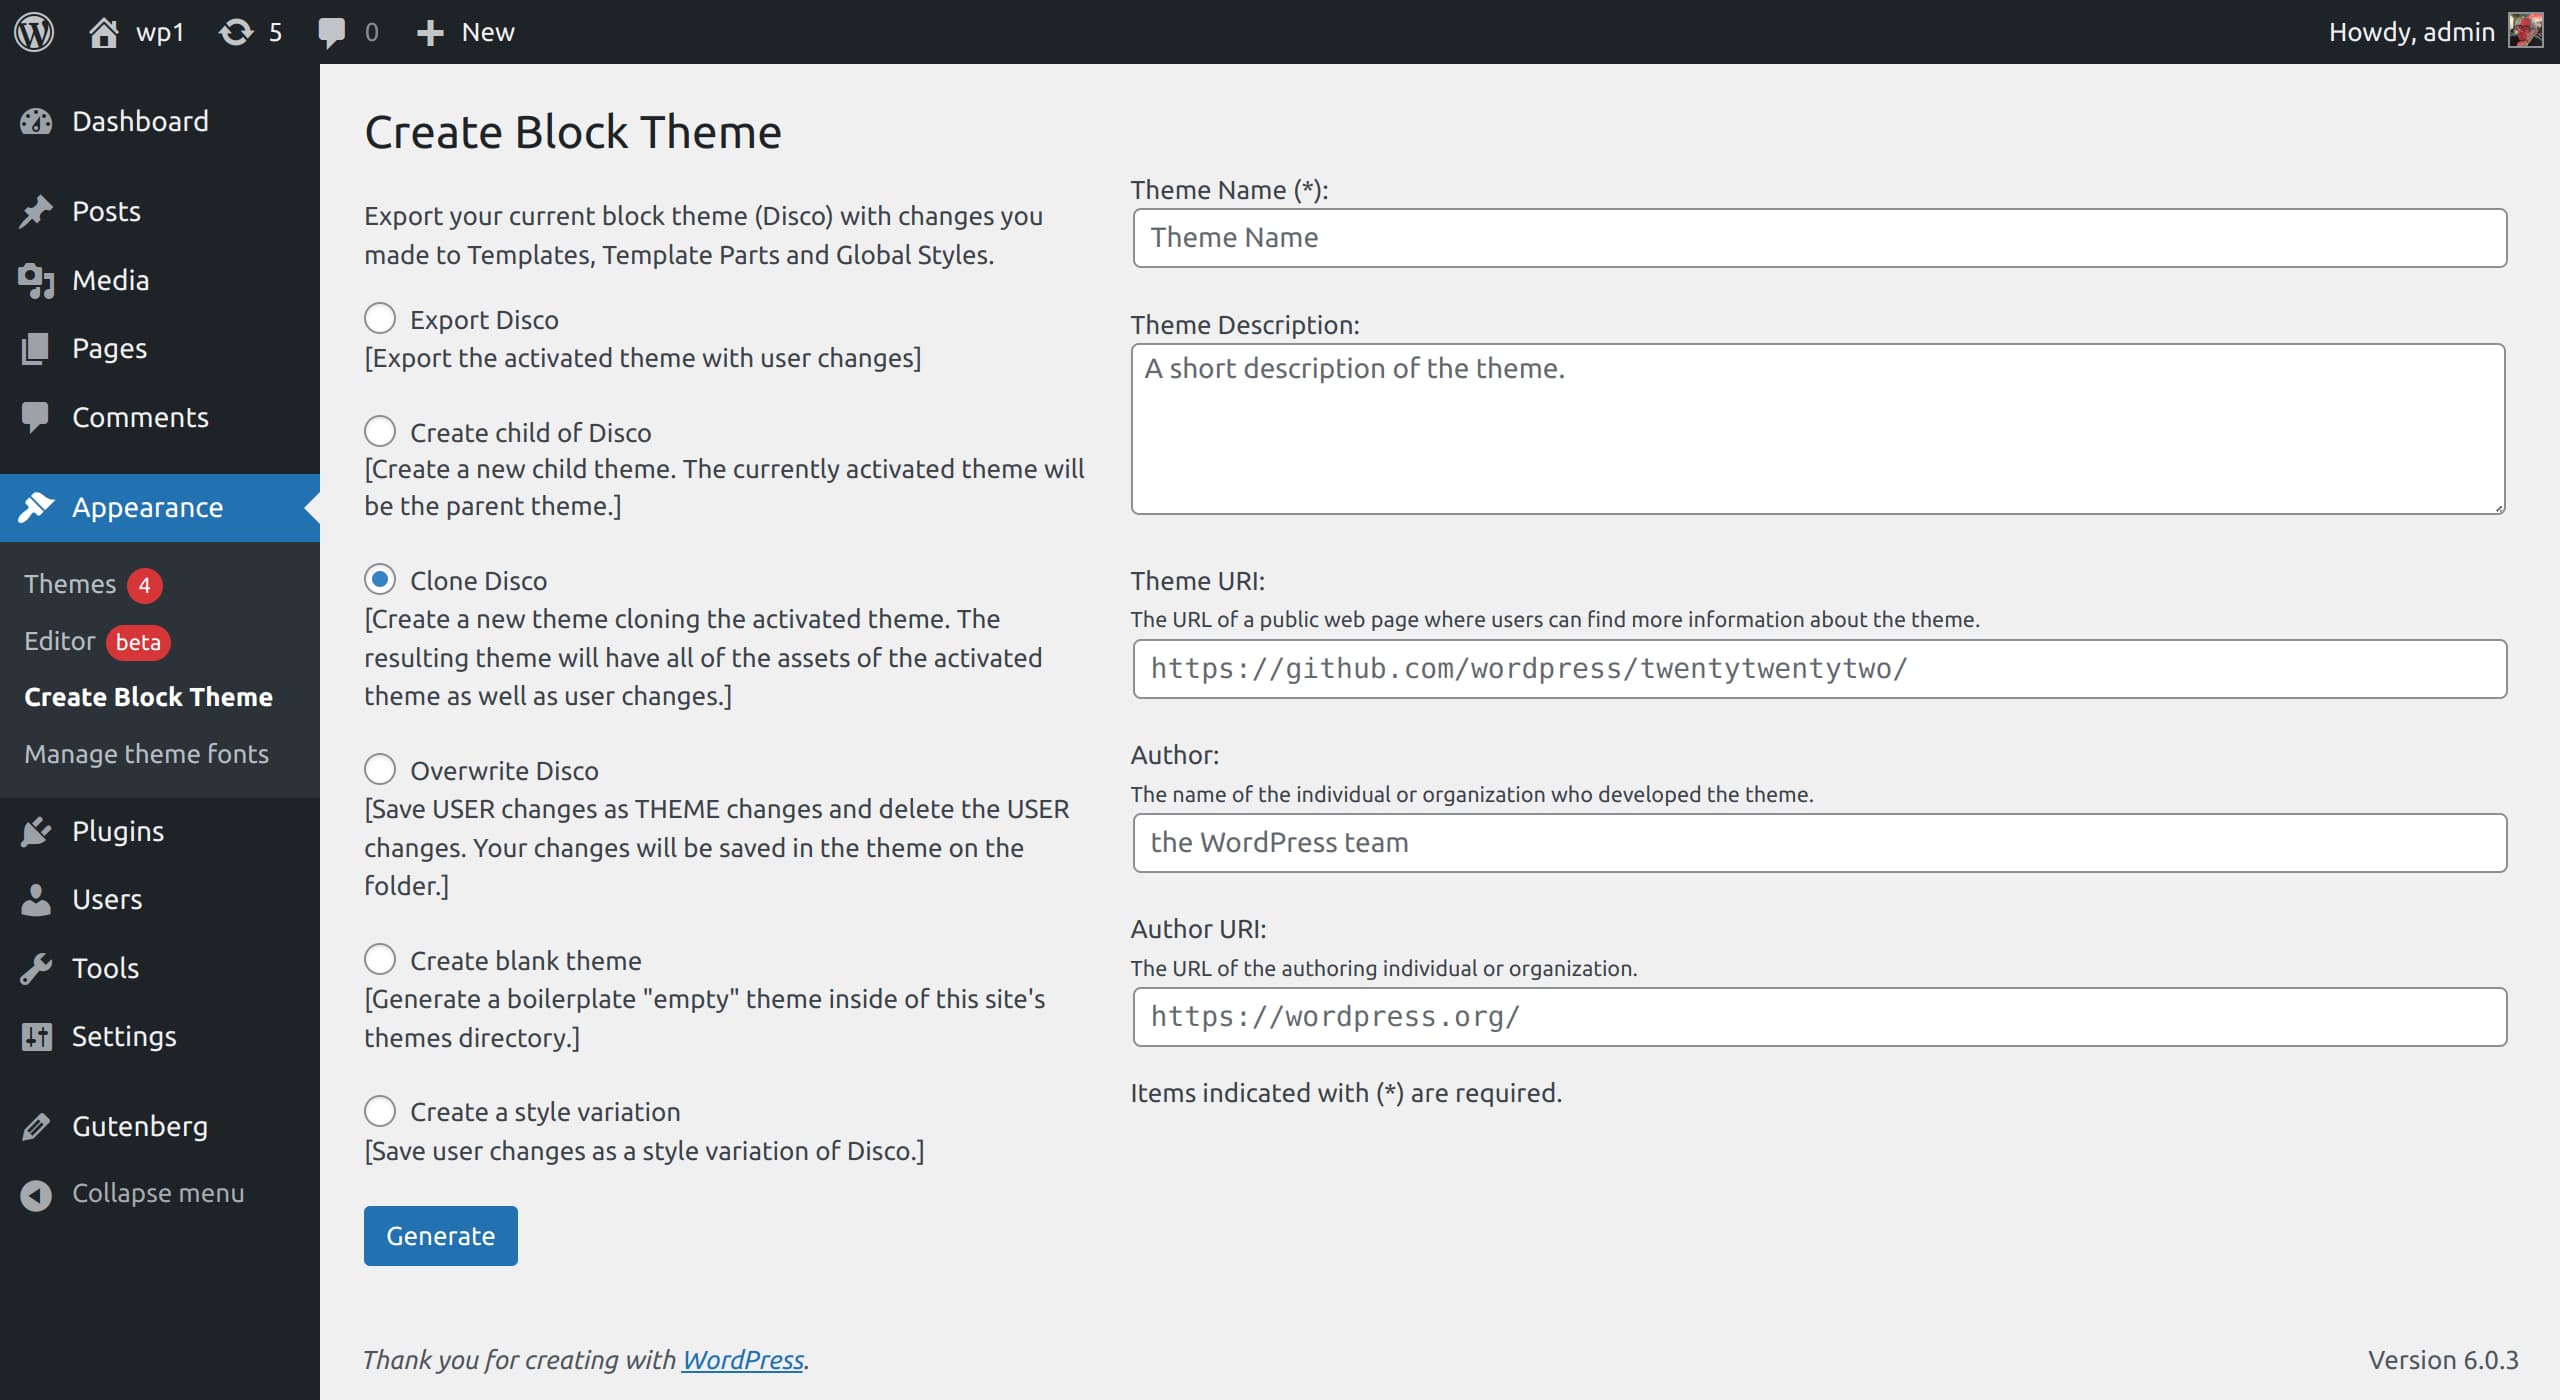 wp1
5
0
New
Howdy, admin
Dashboard
Posts
Media
Pages
Comments
Appearance
Themes 4
Editor beta
Create Block Theme
Manage theme fonts
Plugins
Users
Tools
Settings
Gutenberg
Collapse menu
Create Block Theme
Export your current block theme (Disco) with changes you
made to Templates, Template Parts and Global Styles.
Export Disco
[Export the activated theme with user changes]
Create child of Disco
[Create a new child theme. The currently activated theme will
be the parent theme.]
Clone Disco
[Create a new theme cloning the activated theme. The
resulting theme will have all of the assets of the activated
theme as well as user changes.]
Overwrite Disco
[Save USER changes as THEME changes and delete the USER
changes. Your changes will be saved in the theme on the
folder.]
Create blank theme
[Generate a boilerplate "empty" theme inside of this site's
themes directory.]
Create a style variation
[Save user changes as a style variation of Disco.]
Generate
Theme Name (*):
Theme Name
Theme Description:
A short description of the theme.
Theme URI:
The URL of a public web page where users can find more information about the theme.
https://github.com/wordpress/twentytwentytwo/
Author:
The name of the individual or organization who developed the theme.
the WordPress team
Author URI:
The URL of the authoring individual or organization.
https://wordpress.org/
Items indicated with (*) are required.
Thank you for creating with WordPress.
Version 6.0.3